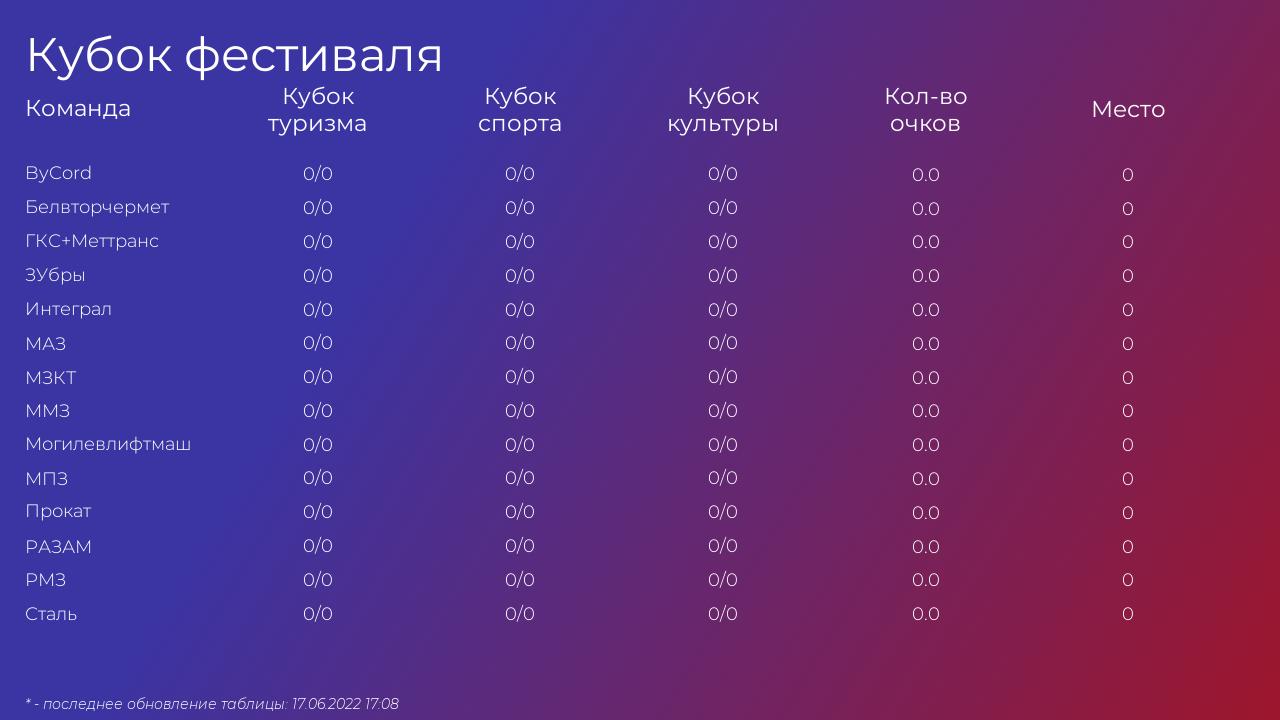 Кубок фестиваля
Команда Кубок туризма Кубок спорта Кубок культуры Кол-во очков Место
ByCord 0/0 0/0 0/0 0.0 0
Белвторчермет 0/0 0/0 0/0 0.0 0
ГКС+Меттранс 0/0 0/0 0/0 0.0 0
ЗУбры 0/0 0/0 0/0 0.0 0
Интеграл 0/0 0/0 0/0 0.0 0
МАЗ 0/0 0/0 0/0 0.0 0
МЗКТ 0/0 0/0 0/0 0.0 0
ММЗ 0/0 0/0 0/0 0.0 0
Могилевлифтмаш 0/0 0/0 0/0 0.0 0
МПЗ 0/0 0/0 0/0 0.0 0
Прокат 0/0 0/0 0/0 0.0 0
РАЗАМ 0/0 0/0 0/0 0.0 0
РМЗ 0/0 0/0 0/0 0.0 0
Сталь 0/0 0/0 0/0 0.0 0
* - последнее обновление таблицы: 17.06.2022 17:08